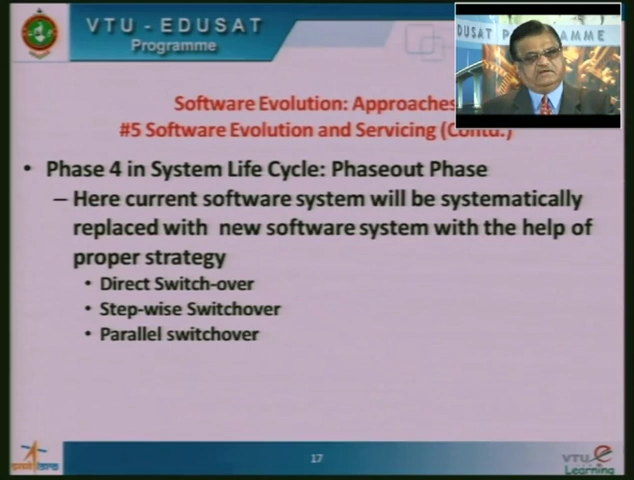 VTU - EDUSAT
Programme
DUSAT P OGRAMME
Software Evolution: Approaches
#5 Software Evolution and Servicing (Contd.)
• Phase 4 in System Life Cycle: Phaseout Phase
– Here current software system will be systematically
replaced with new software system with the help of
proper strategy
• Direct Switch-over
• Step-wise Switchover
• Parallel switchover
17
VTU e
Learning